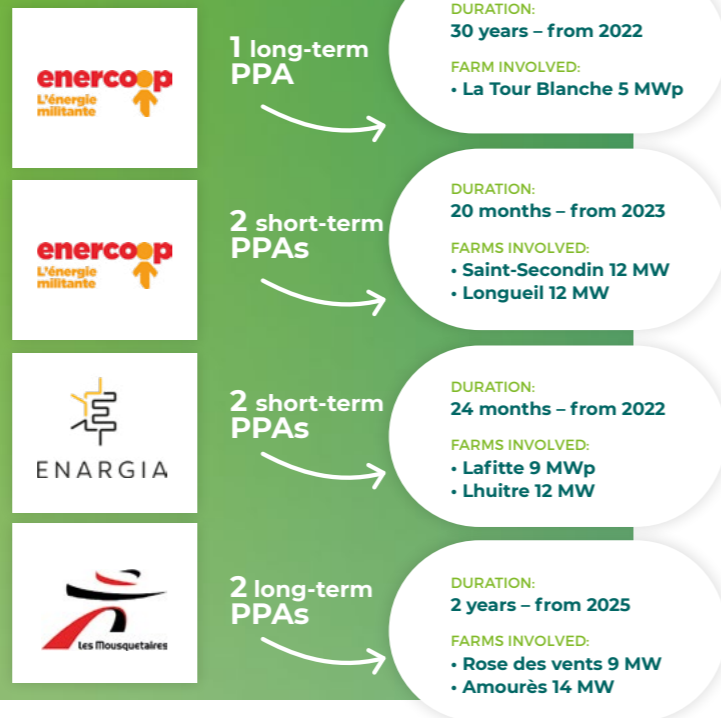 enercoop
L'énergie
militante
1 long-term
PPA
DURATION:
30 years – from 2022
FARM INVOLVED:
• La Tour Blanche 5 MWp
enercoop
L'énergie
militante
2 short-term
PPAs
DURATION:
20 months – from 2023
FARMS INVOLVED:
• Saint-Secondin 12 MW
• Longueil 12 MW
ENARGIA
2 short-term
PPAs
DURATION:
24 months – from 2022
FARMS INVOLVED:
• Lafitte 9 MWp
• Lhuitre 12 MW
Les Mousquetaires
2 long-term
PPAs
DURATION:
2 years – from 2025
FARMS INVOLVED:
• Rose des vents 9 MW
• Amourès 14 MW